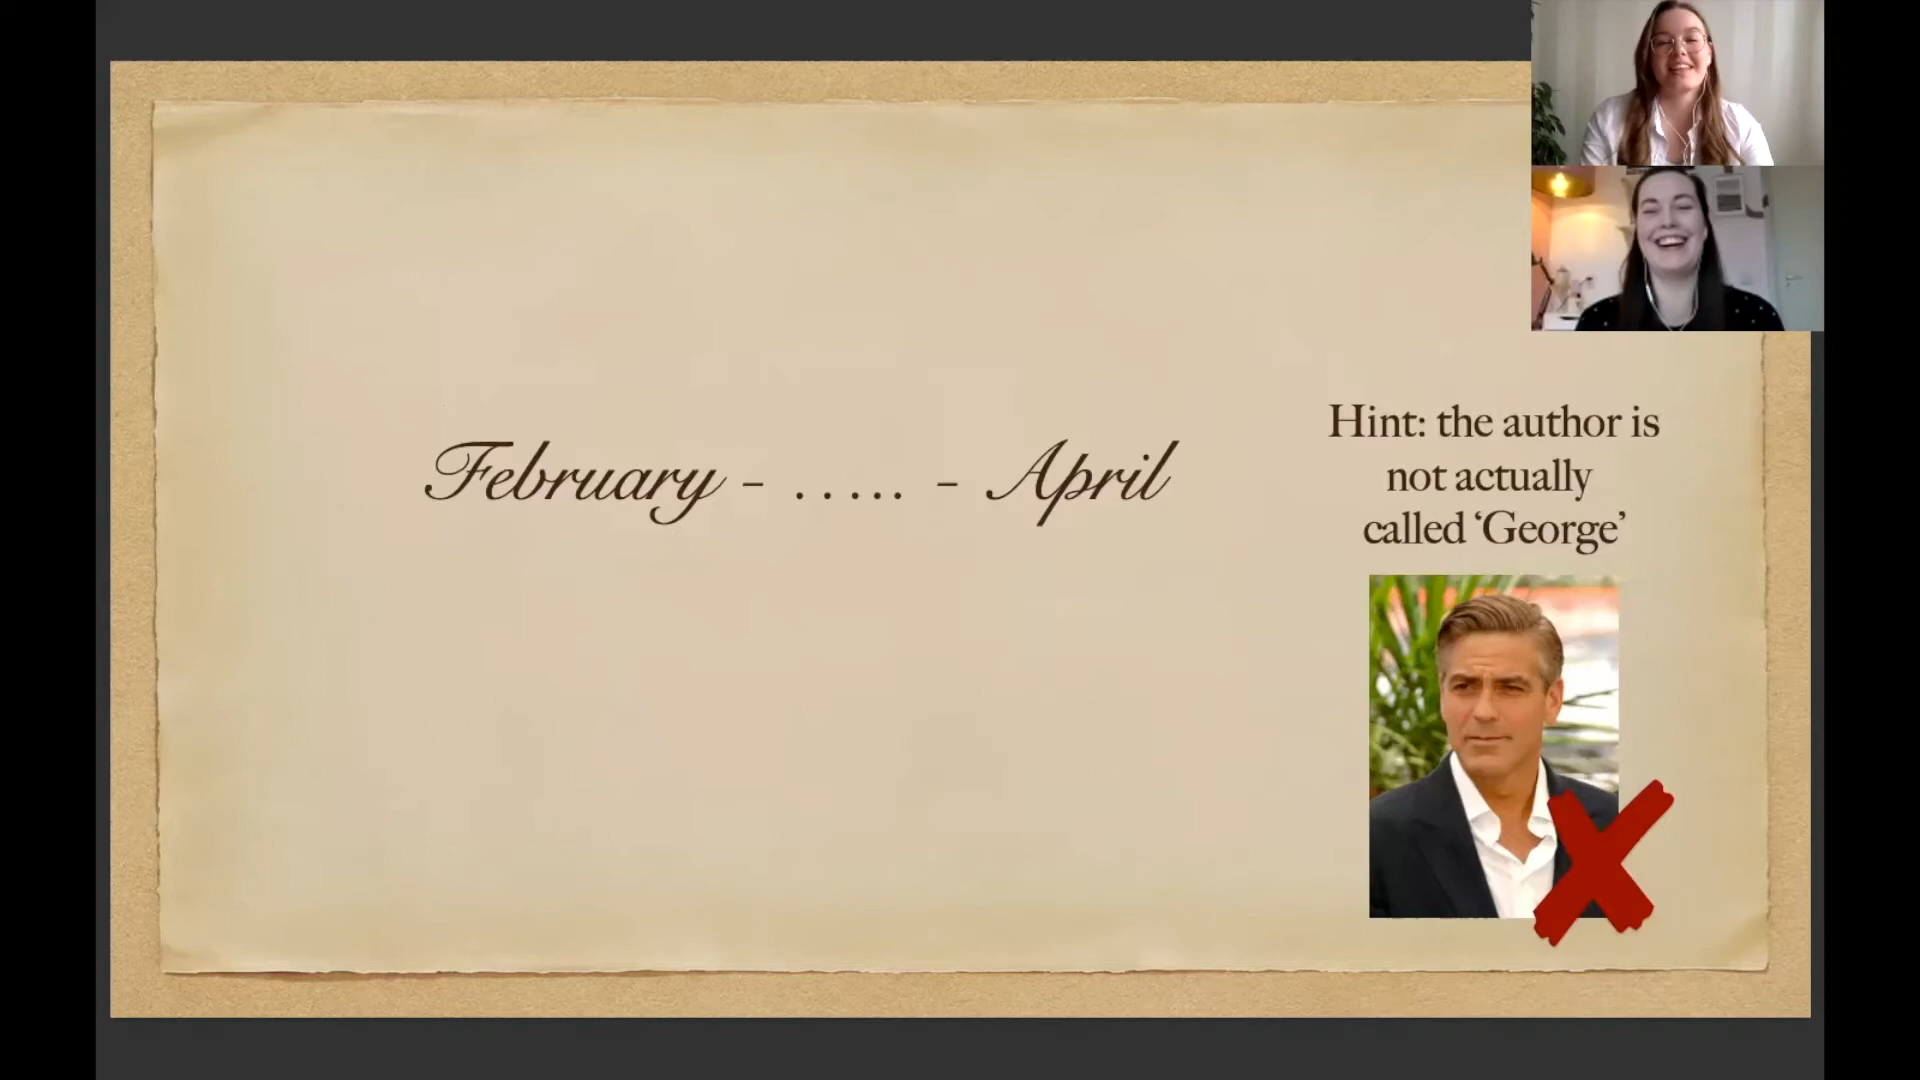 February - ..... - April
Hint: the author is
not actually
called ‘George’